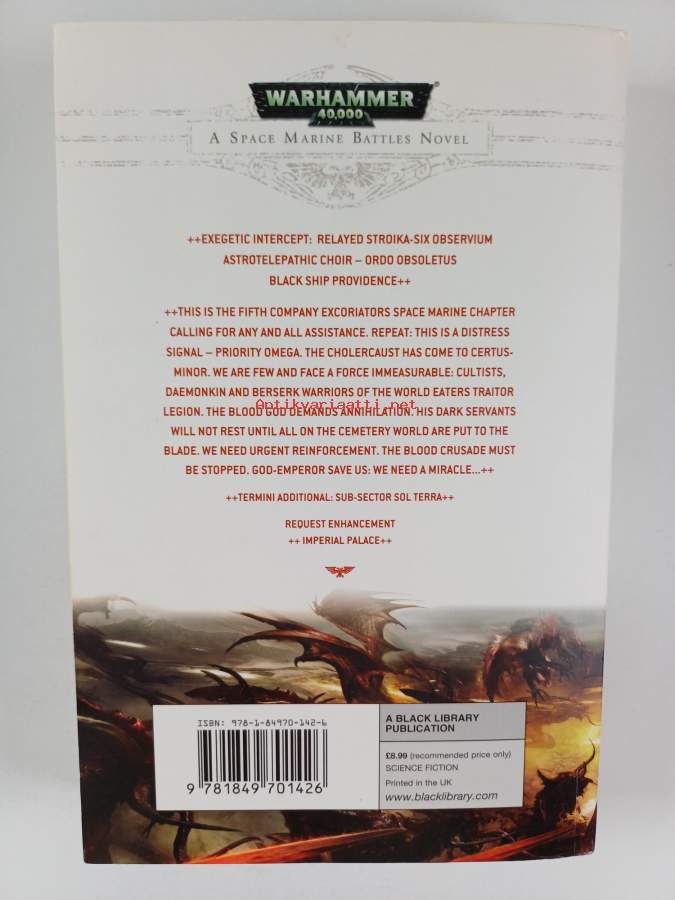 WARHAMMER®
40,000
A SPACE MARINE BATTLES NOVEL
++EXEGETIC INTERCEPT: RELAYED STROIKA-SIX OBSERVIUM
ASTROTELEPATHIC CHOIR – ORDO OBSOLETUS
BLACK SHIP PROVIDENCE++
++THIS IS THE FIFTH COMPANY EXCORIATORS SPACE MARINE CHAPTER
CALLING FOR ANY AND ALL ASSISTANCE. REPEAT: THIS IS A DISTRESS
SIGNAL – PRIORITY OMEGA. THE CHOLERCAUST HAS COME TO CERTUS-
MINOR. WE ARE FEW AND FACE A FORCE IMMEASURABLE: CULTISTS,
DAEMONKIN AND BERSERK WARRIORS OF THE WORLD EATERS TRAITOR
Antikvariaatti.net
LEGION. THE BLOOD GOD DEMANDS ANNIHILATION. HIS DARK SERVANTS
WILL NOT REST UNTIL ALL ON THE CEMETERY WORLD ARE PUT TO THE
BLADE. WE NEED URGENT REINFORCEMENT. THE BLOOD CRUSADE MUST
BE STOPPED. GOD-EMPEROR SAVE US: WE NEED A MIRACLE...++
++TERMINI ADDITIONAL: SUB-SECTOR SOL TERRA++
REQUEST ENHANCEMENT
++ IMPERIAL PALACE++
ISBN: 978-1-84970-142-6
9 781849 701426
A BLACK LIBRARY
PUBLICATION
£8.99 (recommended price only)
SCIENCE FICTION
Printed in the UK
www.blacklibrary.com